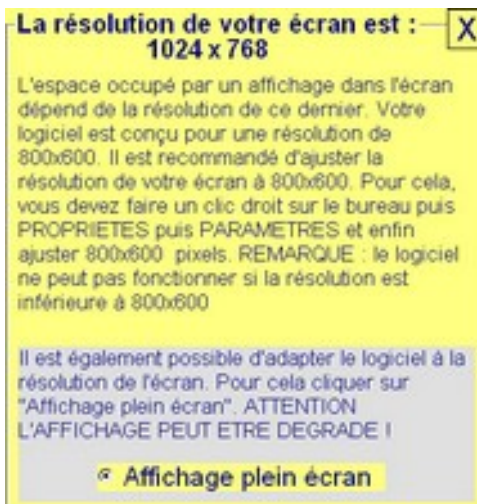 La résolution de votre écran est : X
1024 x 768
L'espace occupé par un affichage dans l'écran
dépend de la résolution de ce dernier. Votre
logiciel est conçu pour une résolution de
800x600. Il est recommandé d'ajuster la
résolution de votre écran à 800x600. Pour cela,
vous devez faire un clic droit sur le bureau puis
PROPRIETES puis PARAMETRES et enfin
ajuster 800x600 pixels. REMARQUE : le logiciel
ne peut pas fonctionner si la résolution est
inférieure à 800x600
Il est également possible d'adapter le logiciel à la
résolution de l'écran. Pour cela cliquer sur
"Affichage plein écran". ATTENTION
L'AFFICHAGE PEUT ETRE DEGRADE !
Affichage plein écran